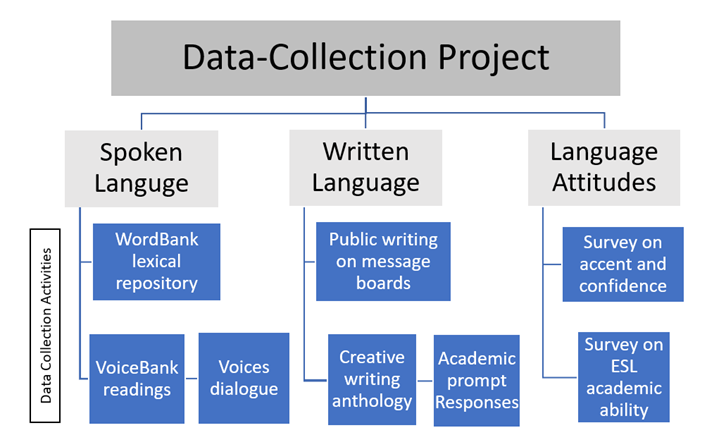 Data-Collection Project
Spoken
Languge
Written
Language
Language
Attitudes
Data Collection Activities
WordBank
lexical
repository
Public writing
on message
boards
Survey on
accent and
confidence
VoiceBank
readings
Voices
dialogue
Creative
writing
anthology
Academic
prompt
Responses
Survey on
ESL
academic
ability